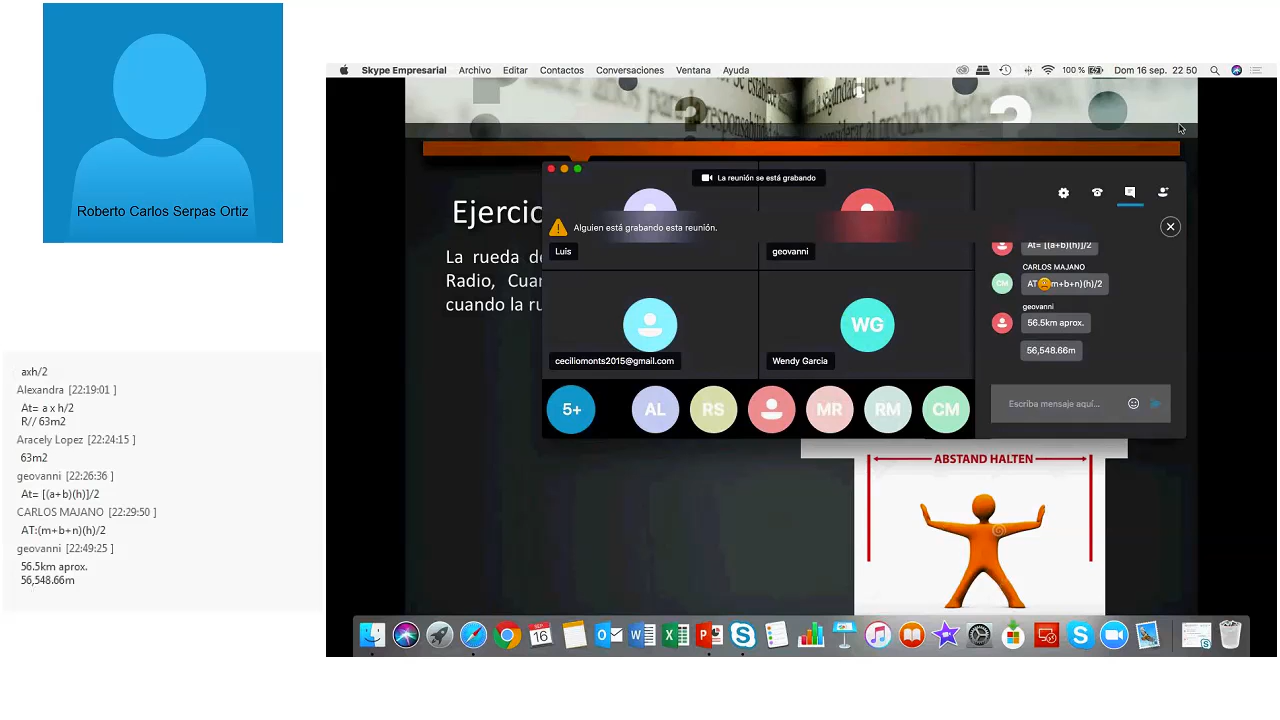 Roberto Carlos Serpas Ortiz
axh/2
Alexandra [22:19:01 ]
At= a x h/2
R// 63m2
Aracely Lopez [22:24:15 ]
63m2
geovanni [22:26:36 ]
At= [(a+b)(h)]/2
CARLOS MAJANO [22:29:50 ]
AT:(m+b+n)(h)/2
geovanni [22:49:25 ]
56.5km aprox.
56,548.66m
Skype Empresarial Archivo Editar Contactos Conversaciones Ventana Ayuda
100 % Dom 16 sep. 22 50
Ejerci
La rueda d
Radio, Cua
cuando la ru
La reunión se está grabando
Alguien está grabando esta reunión.
Luis
geovanni
WG
ceciliomonts2015@gmail.com
Wendy Garcia
5+
AL
RS
MR
RM
CM
At= [(a+b)(h)]/2
CARLOS MAJANO
CM
AT m+b+n)(h)/2
geovanni
56.5km aprox.
56,548.66m
Escriba mensaje aquí...
ABSTAND HALTEN
SEP
16